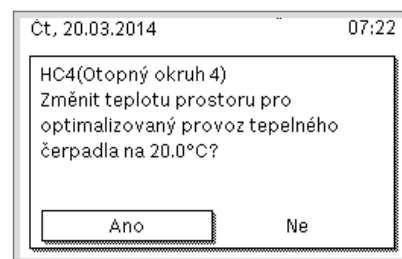 Čt, 20.03.2014 07:22
HC4(Otopný okruh 4)
Změnit teplotu prostoru pro
optimalizovaný provoz tepelného
čerpadla na 20.0°C?
Ano Ne